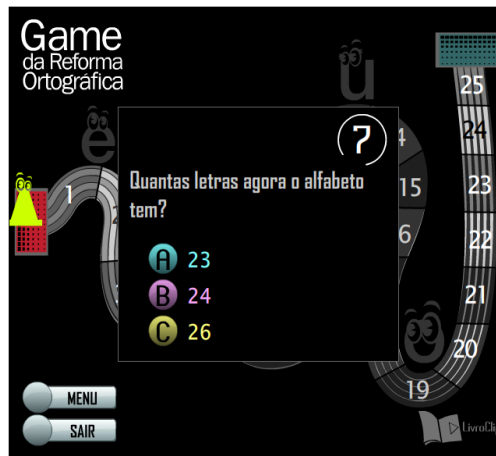 Game
da Reforma
Ortográfica
7
Quantas letras agora o alfabeto
tem?
A 23
B 24
C 26
1
15
19
20
21
22
23
24
25
MENU
SAIR